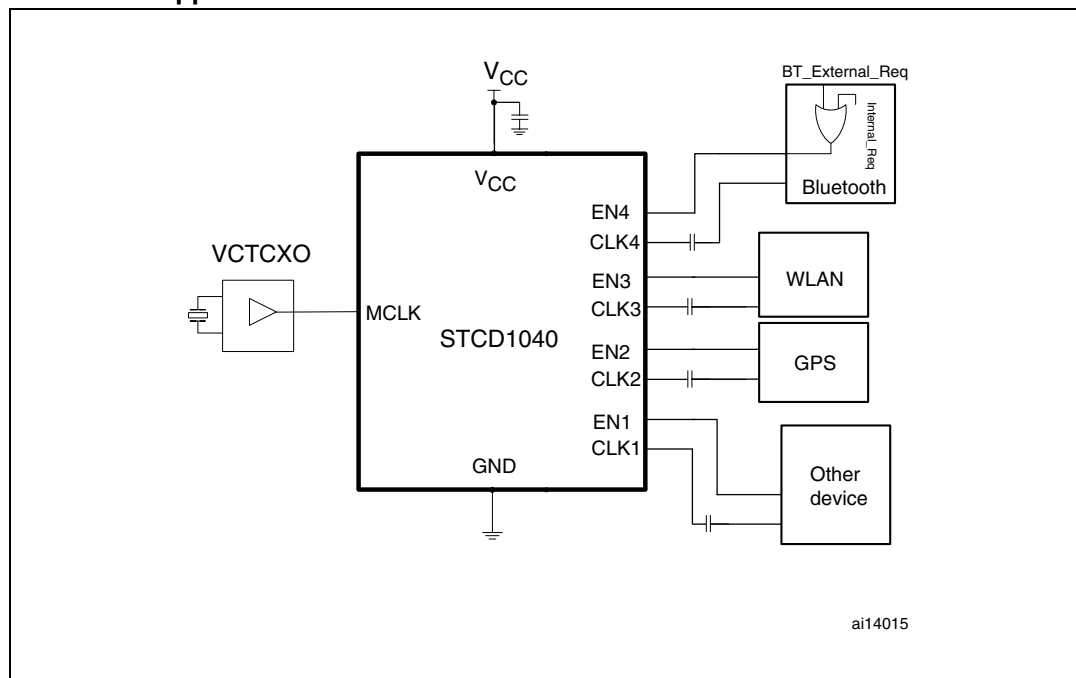 BT_External_Req
Internal_Req
Bluetooth
VCC
VCC
EN4
CLK4
VCTCXO
MCLK
STCD1040
EN3
CLK3
WLAN
EN2
CLK2
GPS
EN1
CLK1
GND
Other
device
ai14015